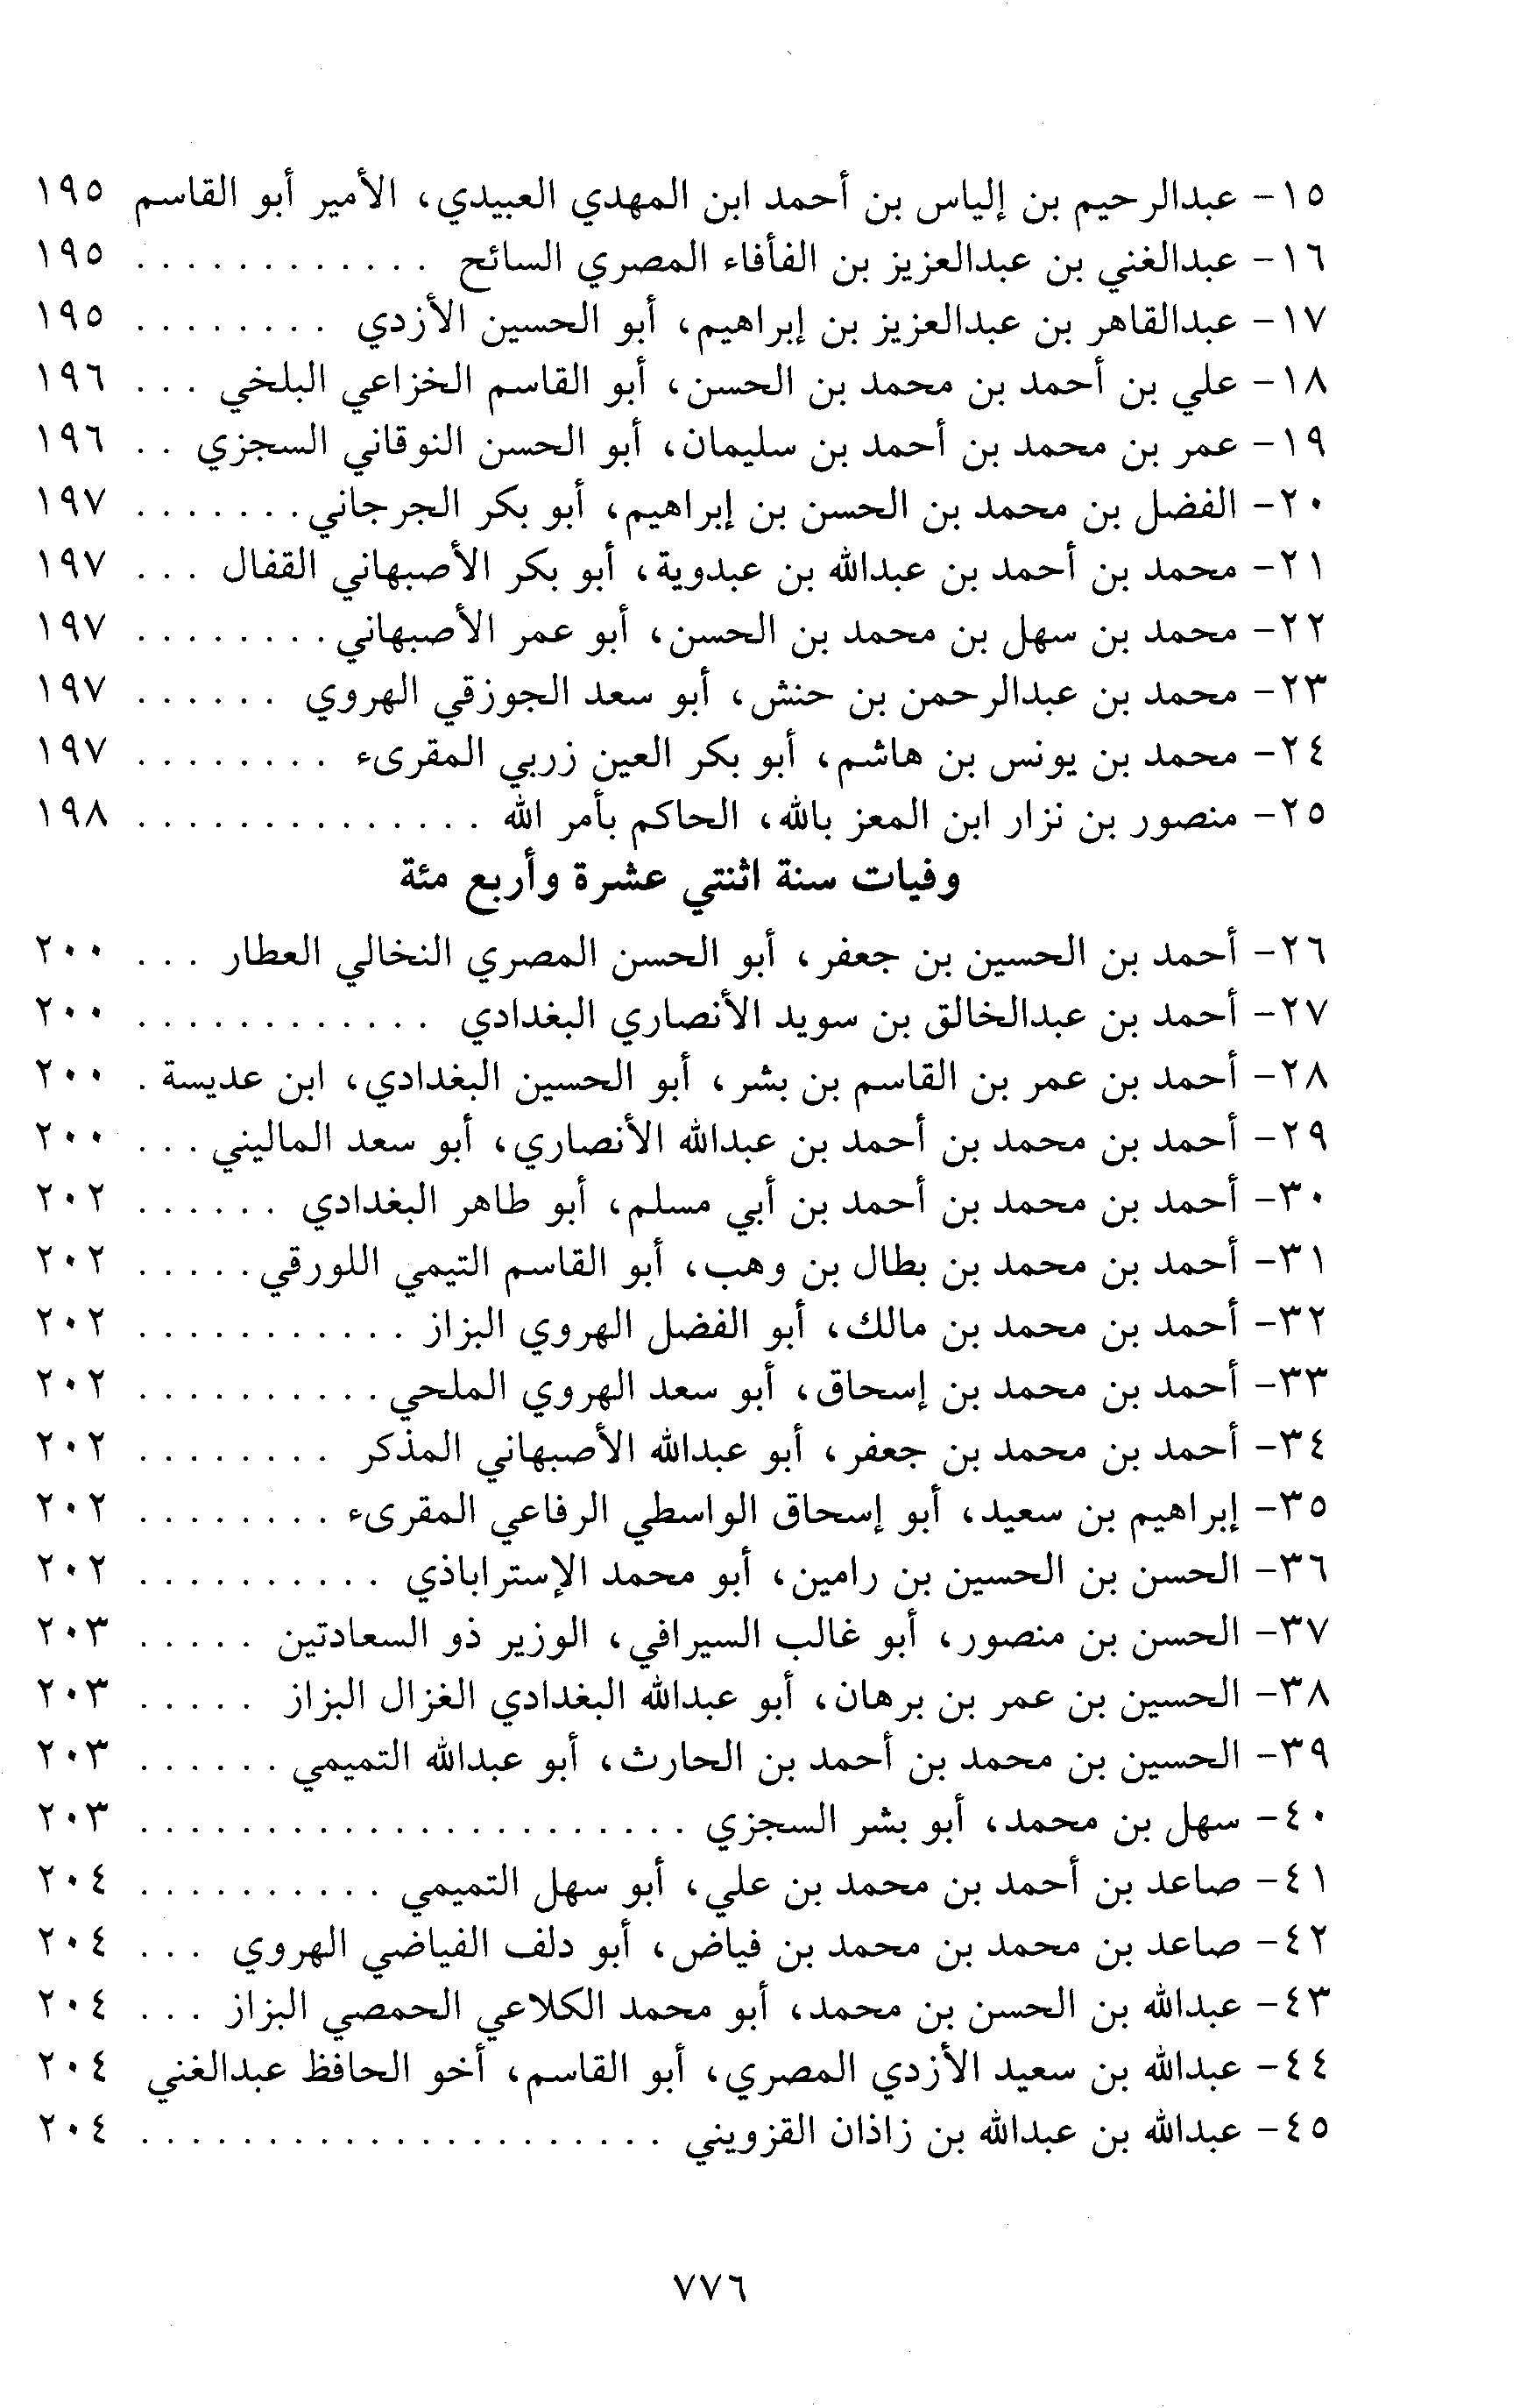 ١٥- عبدالرحيم بن إلياس بن أحمد ابن المهدي العبيدي، الأمير أبو القاسم ١٩٥
١٦- عبدالغني بن عبدالعزيز بن الفأفاء المصري السائح . . . . . . . . . . . . ١٩٥
١٧- عبدالقاهر بن عبدالعزيز بن إبراهيم، أبو الحسين الأزدي . . . . . . . . ١٩٥
١٨- علي بن أحمد بن محمد بن الحسن، أبو القاسم الخزاعي البلخي . . . ١٩٦
١٩- عمر بن محمد بن أحمد بن سليمان، أبو الحسن النوقاني السجزي . . ١٩٦
٢٠- الفضل بن محمد بن الحسن بن إبراهيم، أبو بكر الجرجاني . . . . . . . ١٩٧
٢١- محمد بن أحمد بن عبدالله بن عبدوية، أبو بكر الأصبهاني القفال . . . ١٩٧
٢٢- محمد بن سهل بن محمد بن الحسن، أبو عمر الأصبهاني . . . . . . . . ١٩٧
٢٣- محمد بن عبدالرحمن بن حنش، أبو سعد الجوزقي الهروي . . . . . . ١٩٧
٢٤- محمد بن يونس بن هاشم، أبو بكر العين زربي المقرىء . . . . . . . . ١٩٧
٢٥- منصور بن نزار ابن المعز بالله، الحاكم بأمر الله . . . . . . . . . . . . . . ١٩٨
وفيات سنة اثنتي عشرة وأربع مئة
٢٦- أحمد بن الحسين بن جعفر، أبو الحسن المصري النخالي العطار . . . ٢٠٠
٢٧- أحمد بن عبدالخالق بن سويد الأنصاري البغدادي . . . . . . . . . . . . ٢٠٠
٢٨- أحمد بن عمر بن القاسم بن بشر، أبو الحسين البغدادي، ابن عديسة . ٢٠٠
٢٩- أحمد بن محمد بن أحمد بن عبدالله الأنصاري، أبو سعد الماليني . . . ٢٠٠
٣٠- أحمد بن محمد بن أحمد بن أبي مسلم، أبو طاهر البغدادي . . . . . . ٢٠٢
٣١- أحمد بن محمد بن بطال بن وهب، أبو القاسم التيمي اللورقي . . . . . ٢٠٢
٣٢- أحمد بن محمد بن مالك، أبو الفضل الهروي البزاز . . . . . . . . . . . ٢٠٢
٣٣- أحمد بن محمد بن إسحاق، أبو سعد الهروي الملحي . . . . . . . . . . ٢٠٢
٣٤- أحمد بن محمد بن جعفر، أبو عبدالله الأصبهاني المذكر . . . . . . . . ٢٠٢
٣٥- إبراهيم بن سعيد، أبو إسحاق الواسطي الرفاعي المقرىء . . . . . . . . ٢٠٢
٣٦- الحسن بن الحسين بن رامين، أبو محمد الإستراباذي . . . . . . . . . . ٢٠٢
٣٧- الحسن بن منصور، أبو غالب السيرافي، الوزير ذو السعادتين . . . . . ٢٠٣
٣٨- الحسين بن عمر بن برهان، أبو عبدالله البغدادي الغزال البزاز . . . . . ٢٠٣
٣٩- الحسين بن محمد بن أحمد بن الحارث، أبو عبدالله التميمي . . . . . . ٢٠٣
٤٠- سهل بن محمد، أبو بشر السجزي . . . . . . . . . . . . . . . . . . . . . . ٢٠٣
٤١- صاعد بن أحمد بن محمد بن علي، أبو سهل التميمي . . . . . . . . . . ٢٠٤
٤٢- صاعد بن محمد بن محمد بن فياض، أبو دلف الفياضي الهروي . . . ٢٠٤
٤٣- عبدالله بن الحسن بن محمد، أبو محمد الكلاعي الحمصي البزاز . . . ٢٠٤
٤٤- عبدالله بن سعيد الأزدي المصري، أبو القاسم، أخو الحافظ عبدالغني ٢٠٤
٤٥- عبدالله بن عبدالله بن زاذان القزويني . . . . . . . . . . . . . . . . . . . . . ٢٠٤
٧٧٦